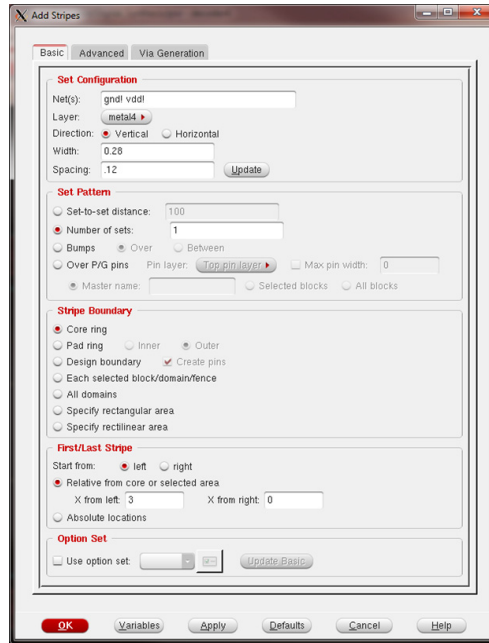 Add Stripes
Basic Advanced Via Generation
Set Configuration
Net(s): gnd! vdd!
Layer: metal4
Direction: Vertical Horizontal
Width: 0.28
Spacing: .12 Update
Set Pattern
Set-to-set distance: 100
Number of sets: 1
Bumps Over Between
Over P/G pins Pin layer: Top pin layer Max pin width: 0
Master name: Selected blocks All blocks
Stripe Boundary
Core ring
Pad ring Inner Outer
Design boundary Create pins
Each selected block/domain/fence
All domains
Specify rectangular area
Specify rectilinear area
First/Last Stripe
Start from: left right
Relative from core or selected area
X from left: 3 X from right: 0
Absolute locations
Option Set
Use option set: Update Basic
OK Variables Apply Defaults Cancel Help